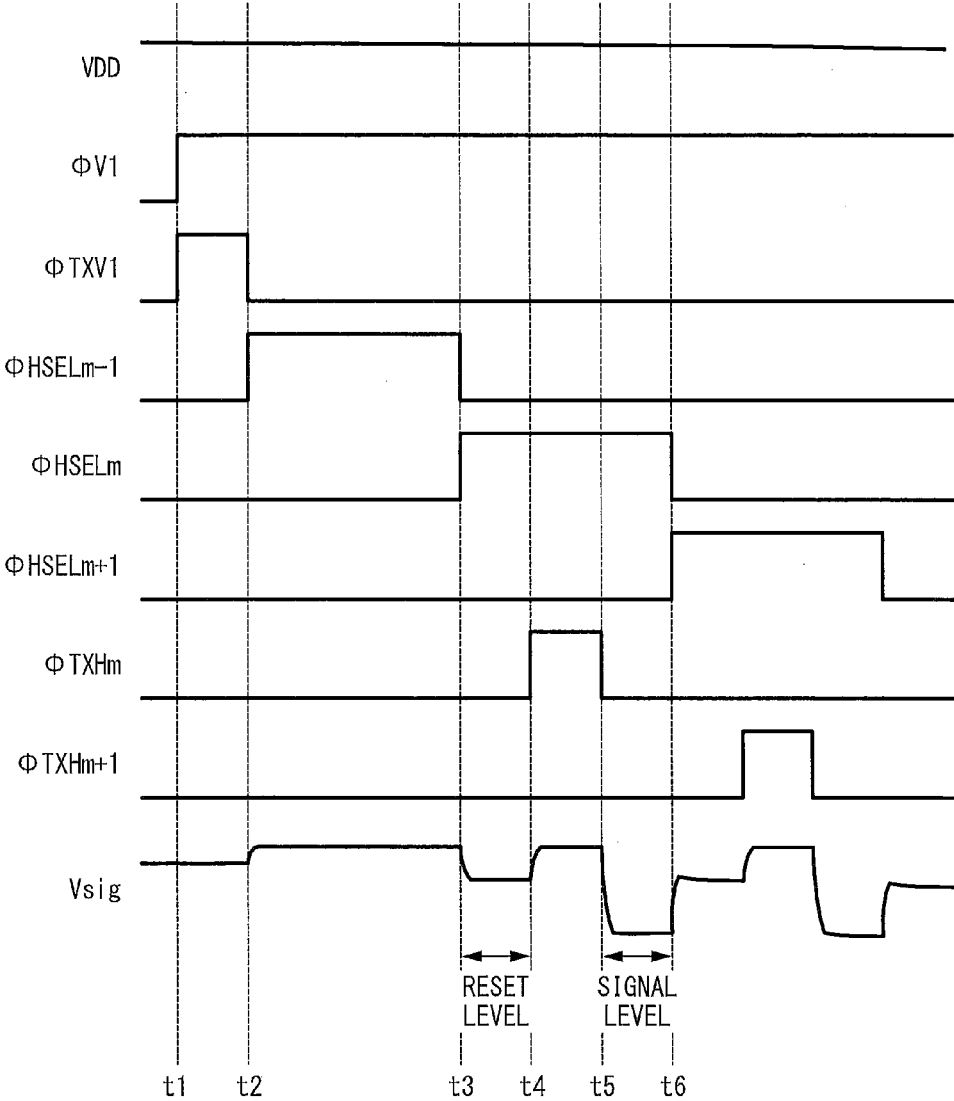 VDD
ΦV1
ΦTXV1
ΦHSELm-1
ΦHSELm
ΦHSELm+1
ΦTXHm
ΦTXHm+1
Vsig
RESET
LEVEL
SIGNAL
LEVEL
t1 t2 t3 t4 t5 t6